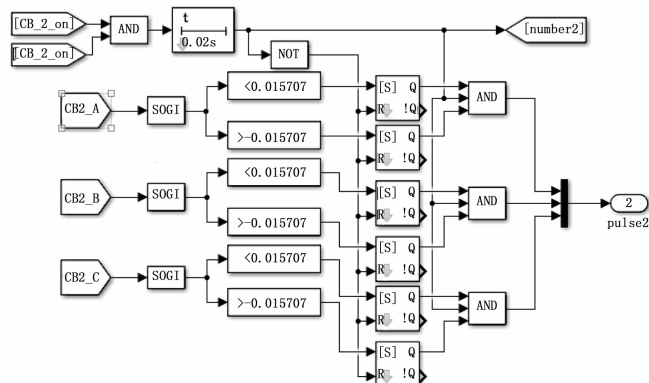 [CB_2_on]
AND
t
0.02s
[number2]
[CB_2_on]
NOT
CB2_A
SOGI
<0.015707
[S] Q
R !Q
AND
>-0.015707
[S] Q
R !Q
CB2_B
SOGI
<0.015707
[S] Q
R !Q
AND
2
pulse2
>-0.015707
[S] Q
R !Q
CB2_C
SOGI
<0.015707
[S] Q
R !Q
AND
>-0.015707
[S] Q
R !Q